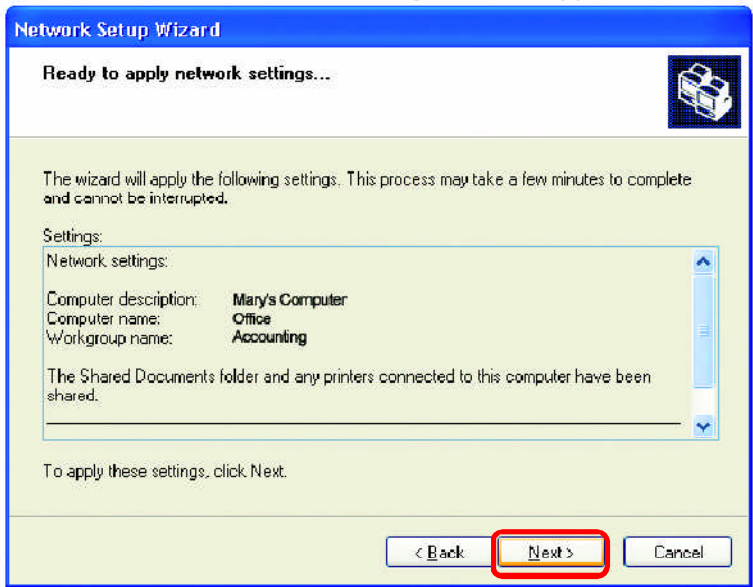 Network Setup Wizard
Ready to apply network settings...
The wizard will apply the following settings. This process may take a few minutes to complete
and cannot be interrupted.
Settings:
Network settings:
Computer description: Mary's Computer
Computer name: Office
Workgroup name: Accounting
The Shared Documents folder and any printers connected to this computer have been
shared.
To apply these settings, click Next.
< Back Next > Cancel